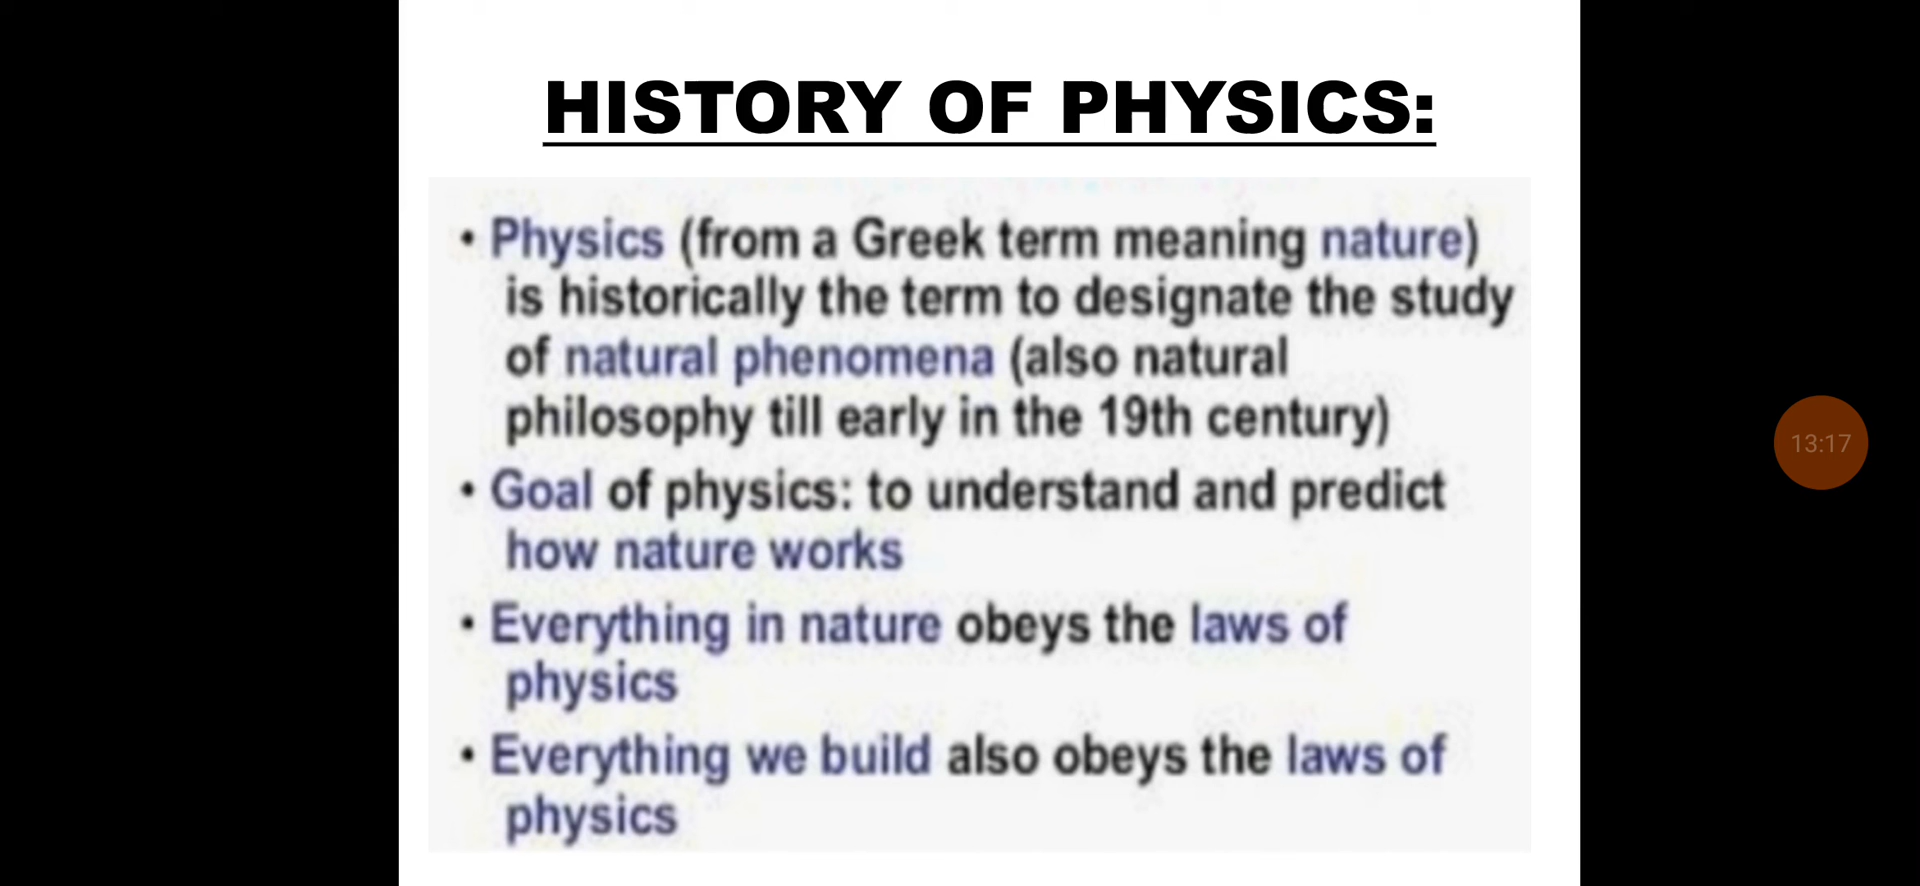 HISTORY OF PHYSICS:
• Physics (from a Greek term meaning nature)
is historically the term to designate the study
of natural phenomena (also natural
philosophy till early in the 19th century)
• Goal of physics: to understand and predict
how nature works
• Everything in nature obeys the laws of
physics
• Everything we build also obeys the laws of
physics
13:17